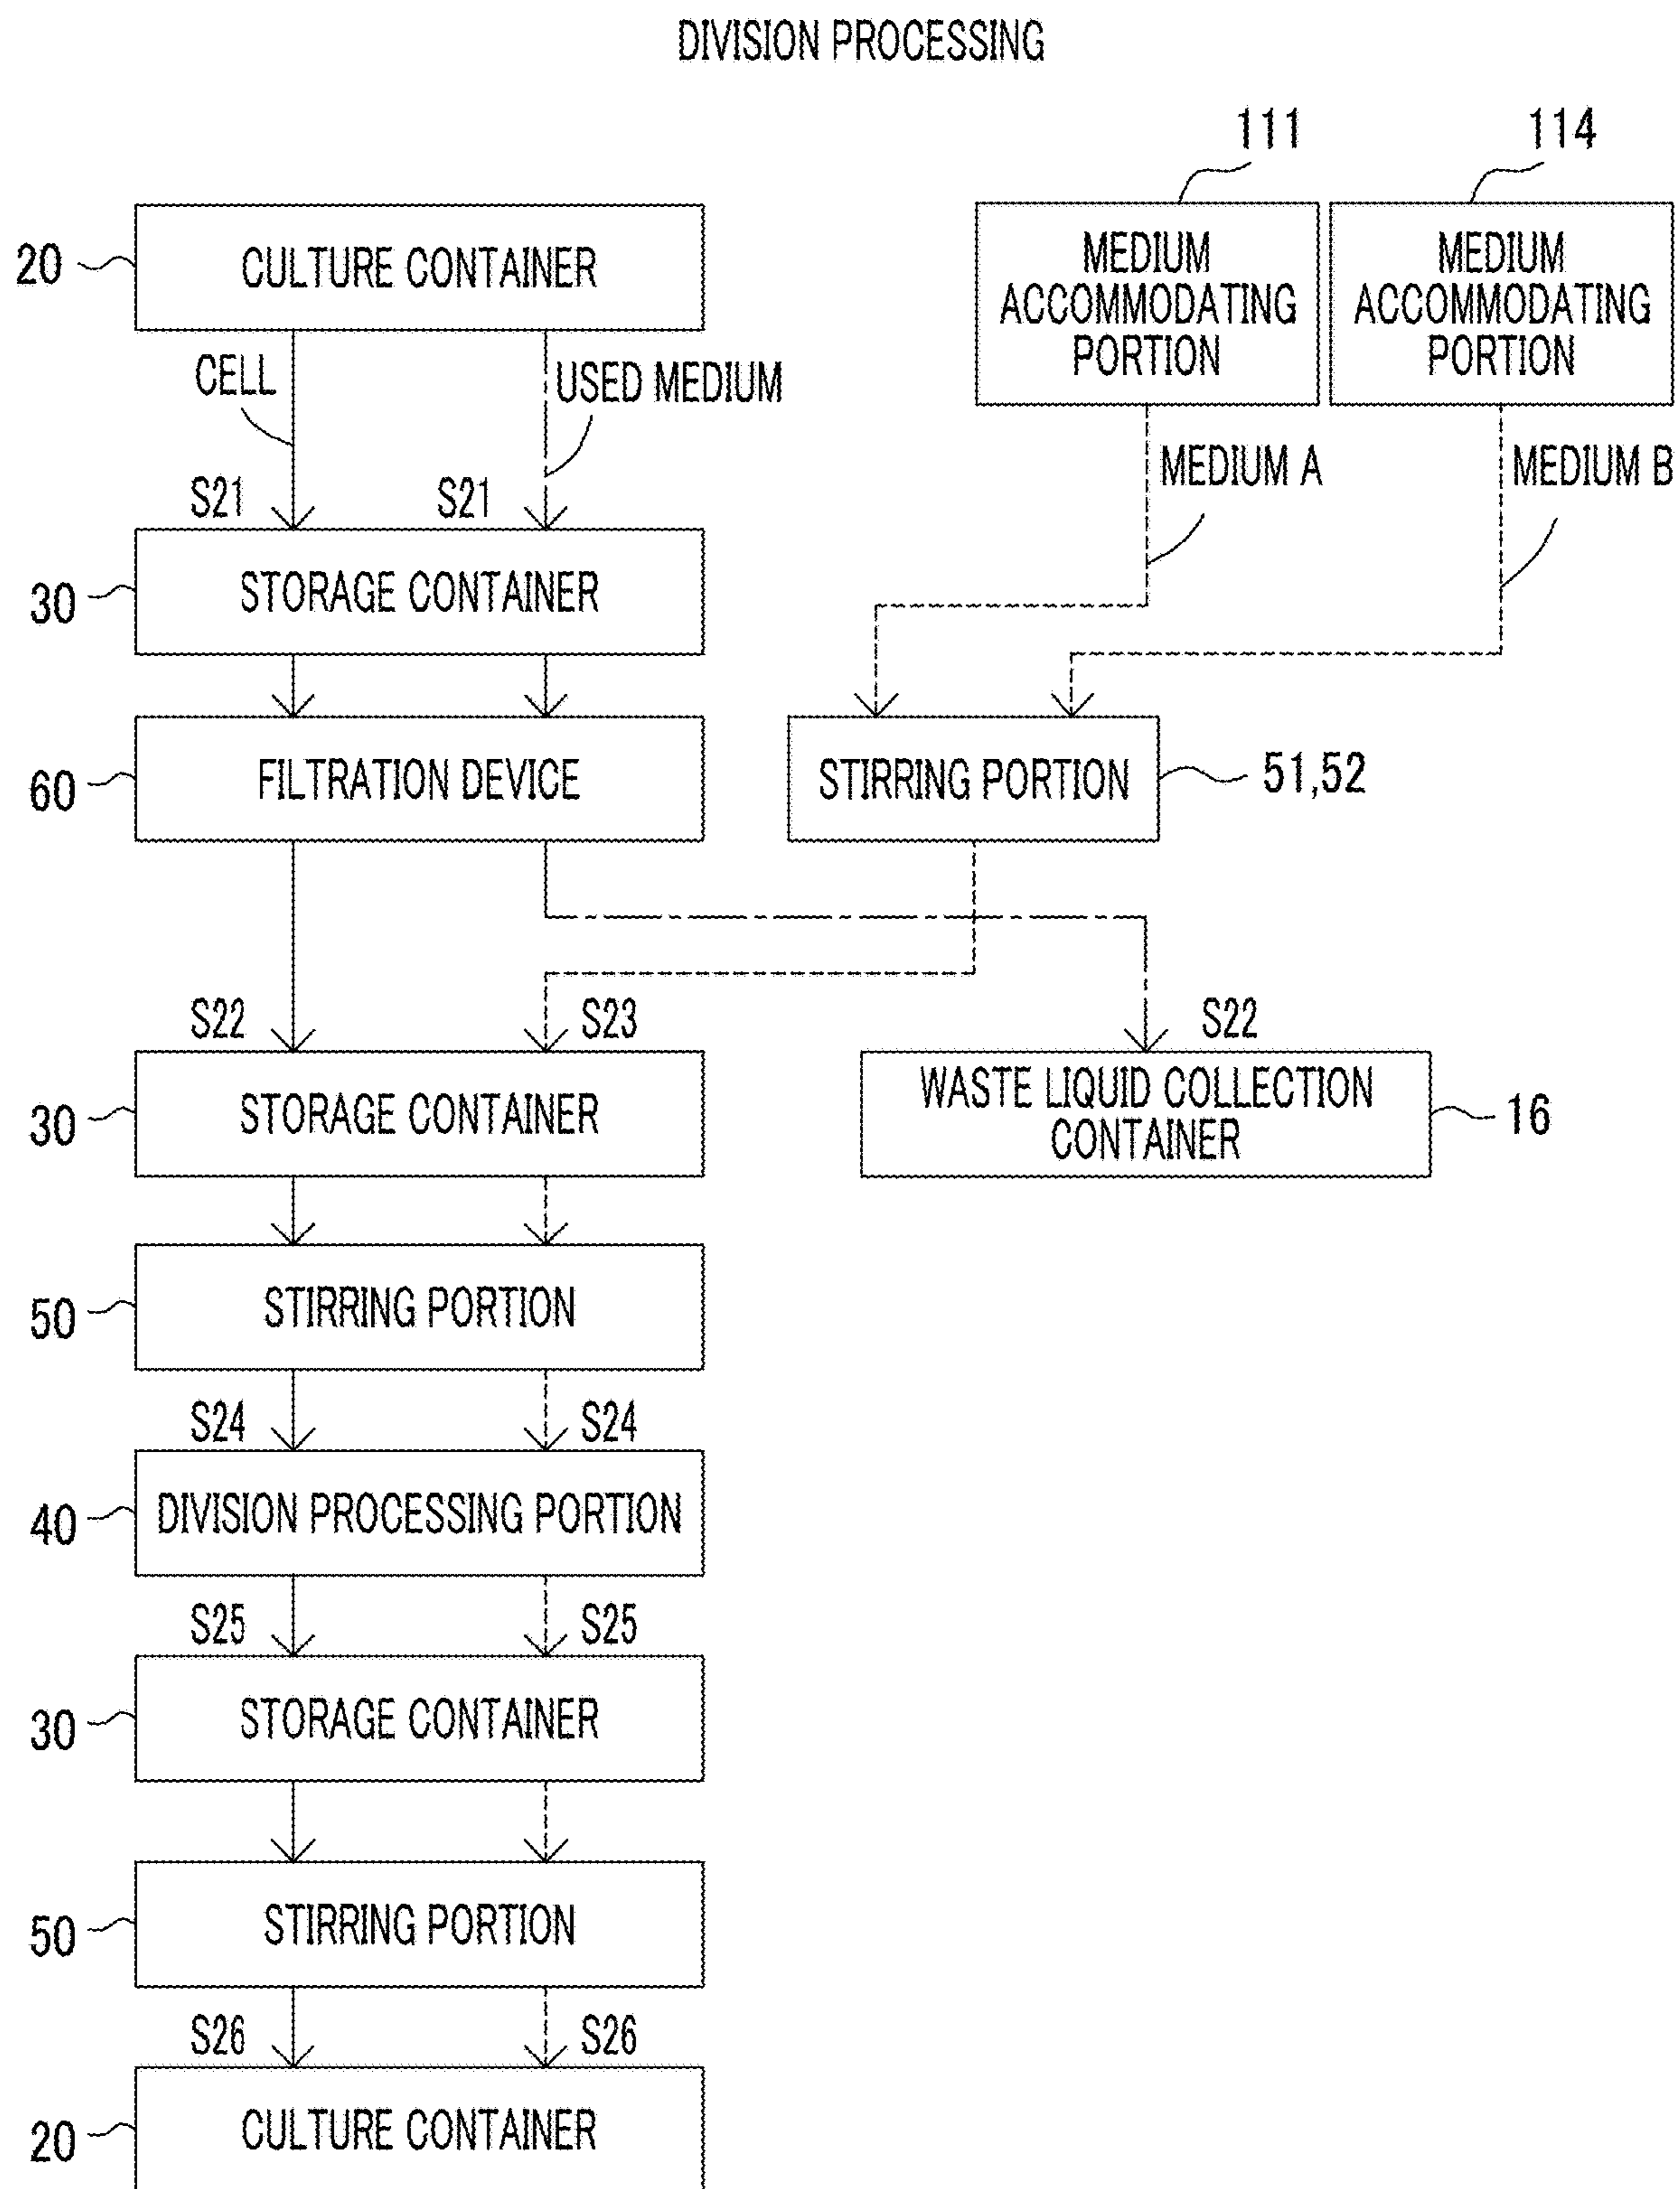 DIVISION PROCESSING
111
114
20
CULTURE CONTAINER
MEDIUM
ACCOMMODATING
PORTION
MEDIUM
ACCOMMODATING
PORTION
CELL
USED MEDIUM
MEDIUM A
MEDIUM B
S21
S21
30
STORAGE CONTAINER
60
FILTRATION DEVICE
STIRRING PORTION
51,52
S22
S23
S22
30
STORAGE CONTAINER
WASTE LIQUID COLLECTION
CONTAINER
16
50
STIRRING PORTION
S24
S24
40
DIVISION PROCESSING PORTION
S25
S25
30
STORAGE CONTAINER
50
STIRRING PORTION
S26
S26
20
CULTURE CONTAINER